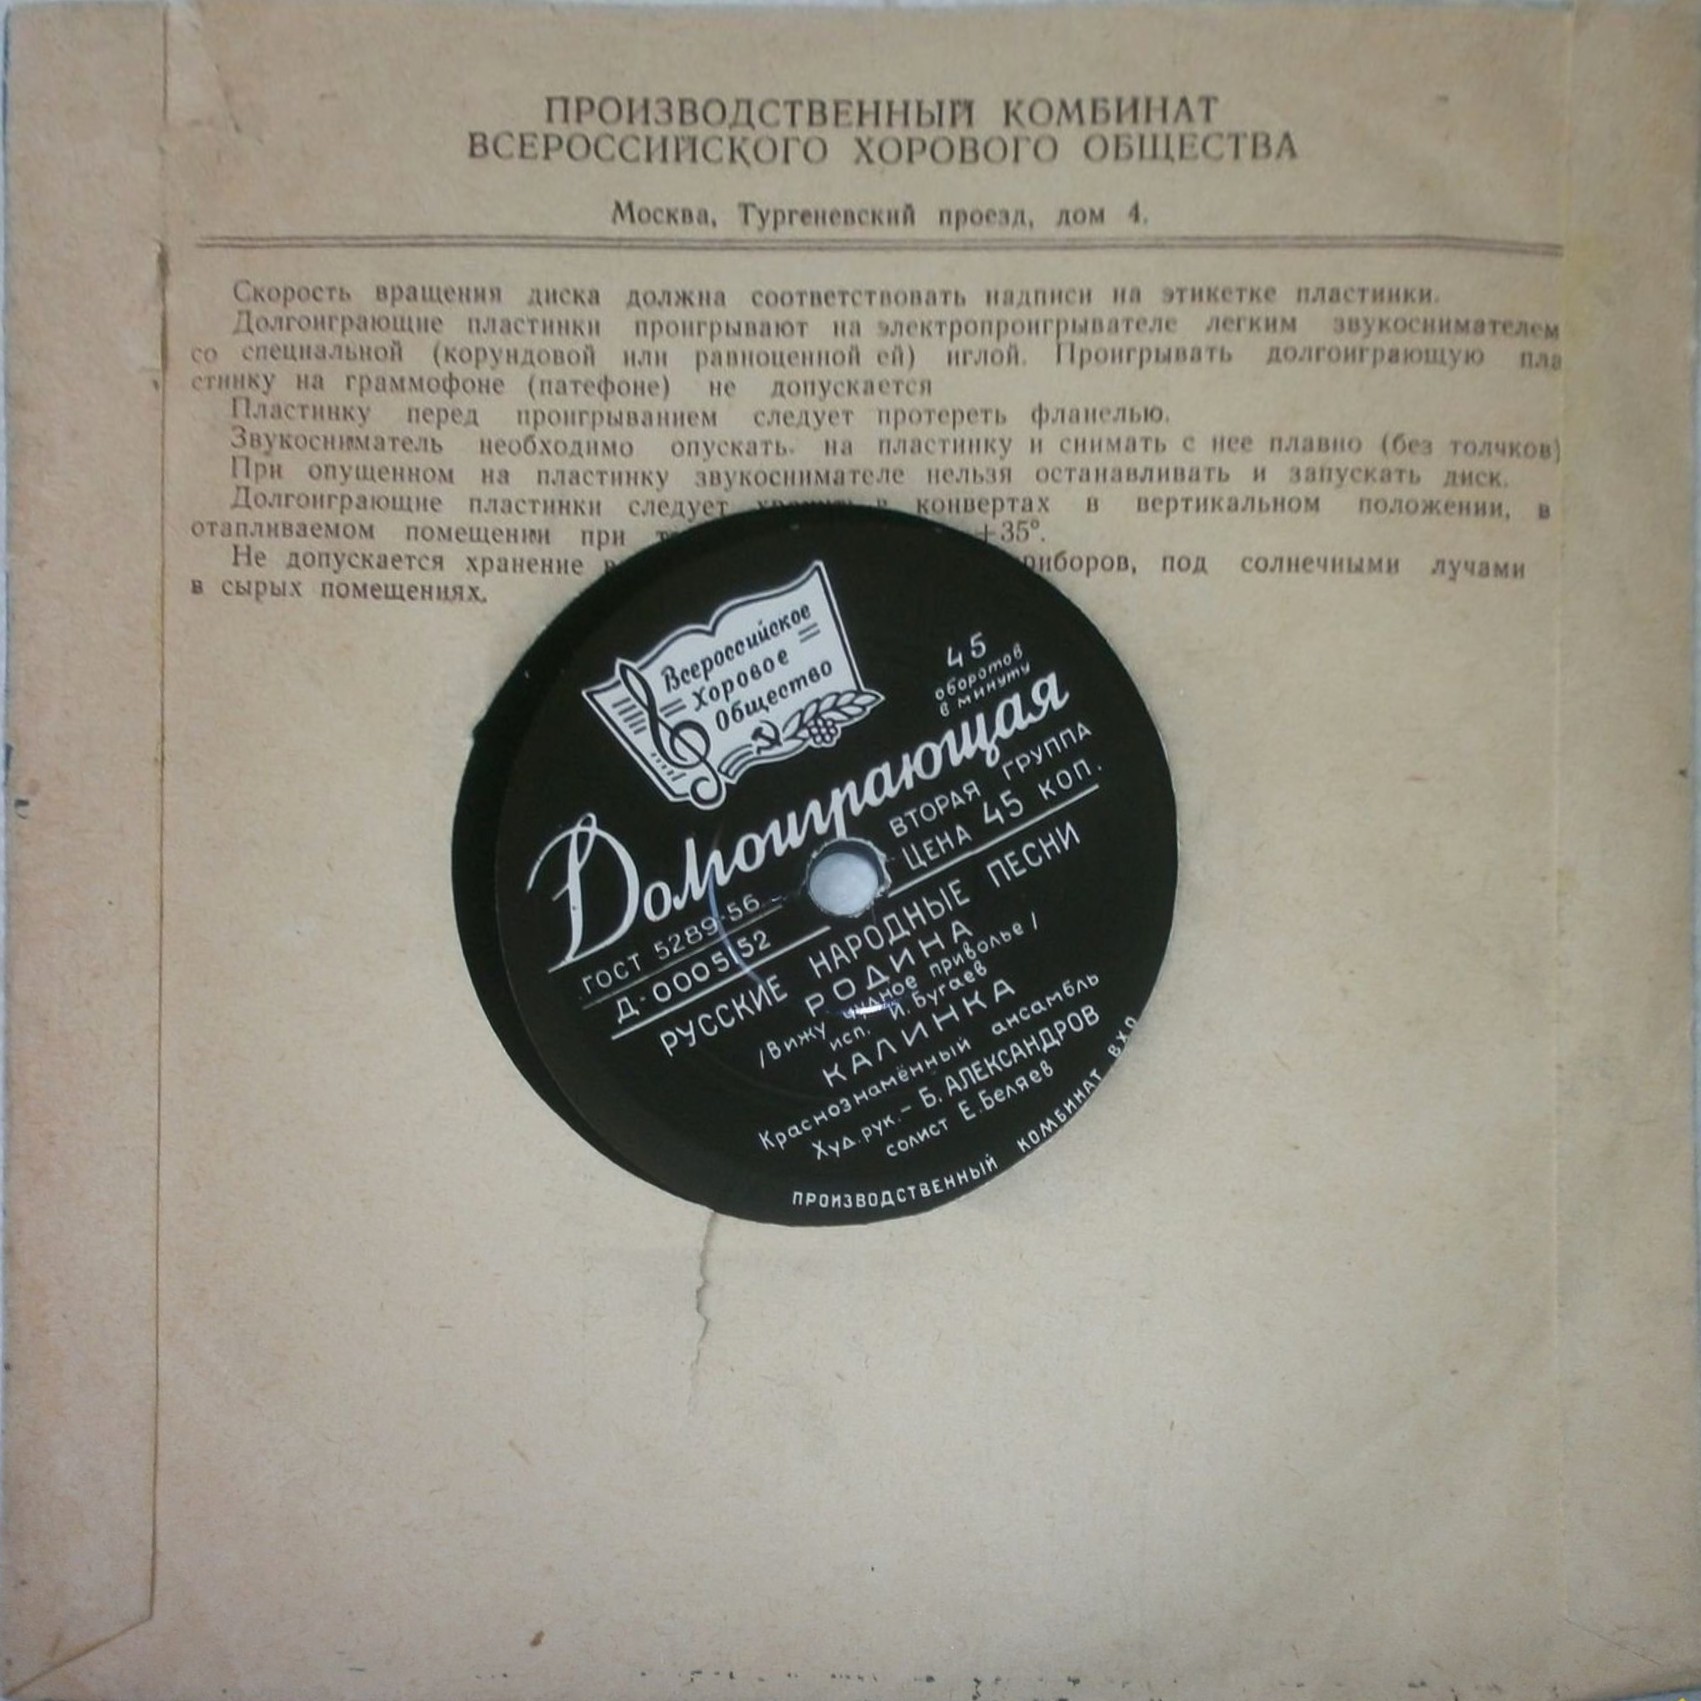 ПРОИЗВОДСТВЕННЫЙ КОМБИНАТ
ВСЕРОССИЙСКОГО ХОРОВОГО ОБЩЕСТВА
Москва, Тургеневский проезд, дом 4.
Скорость вращения диска должна соответствовать надписи на этикетке пластинки.
Долгоиграющие пластинки проигрывают на электропроигрывателе легким звукоснимателем
со специальной (корундовой или равноценной ей) иглой. Проигрывать долгоиграющую пла
стинку на граммофоне (патефоне) не допускается
Пластинку перед проигрыванием следует протереть фланелью.
Звукосниматель необходимо опускать на пластинку и снимать с нее плавно (без толчков)
При опущенном на пластинку звукоснимателе нельзя останавливать и запускать диск.
Долгоиграющие пластинки следует в конвертах в вертикальном положении, в
отапливаемом помещении при +35°.
Не допускается хранение риборов, под солнечными лучами
в сырых помещениях.
Всероссийское
Хоровое
Общество
45
оборотов
в минуту
Долгоиграющая
ВТОРАЯ ГРУППА
ЦЕНА 45 КОП.
ГОСТ 5289-56
Д-0005152
РУССКИЕ НАРОДНЫЕ ПЕСНИ
РОДИНА
/Вижу чудное приволье/
исп. И. Бугаев
КАЛИНКА
Краснознамённый ансамбль
Худ. рук.- Б. АЛЕКСАНДРОВ
солист Е. Беляев
ПРОИЗВОДСТВЕННЫЙ КОМБИНАТ ВХО